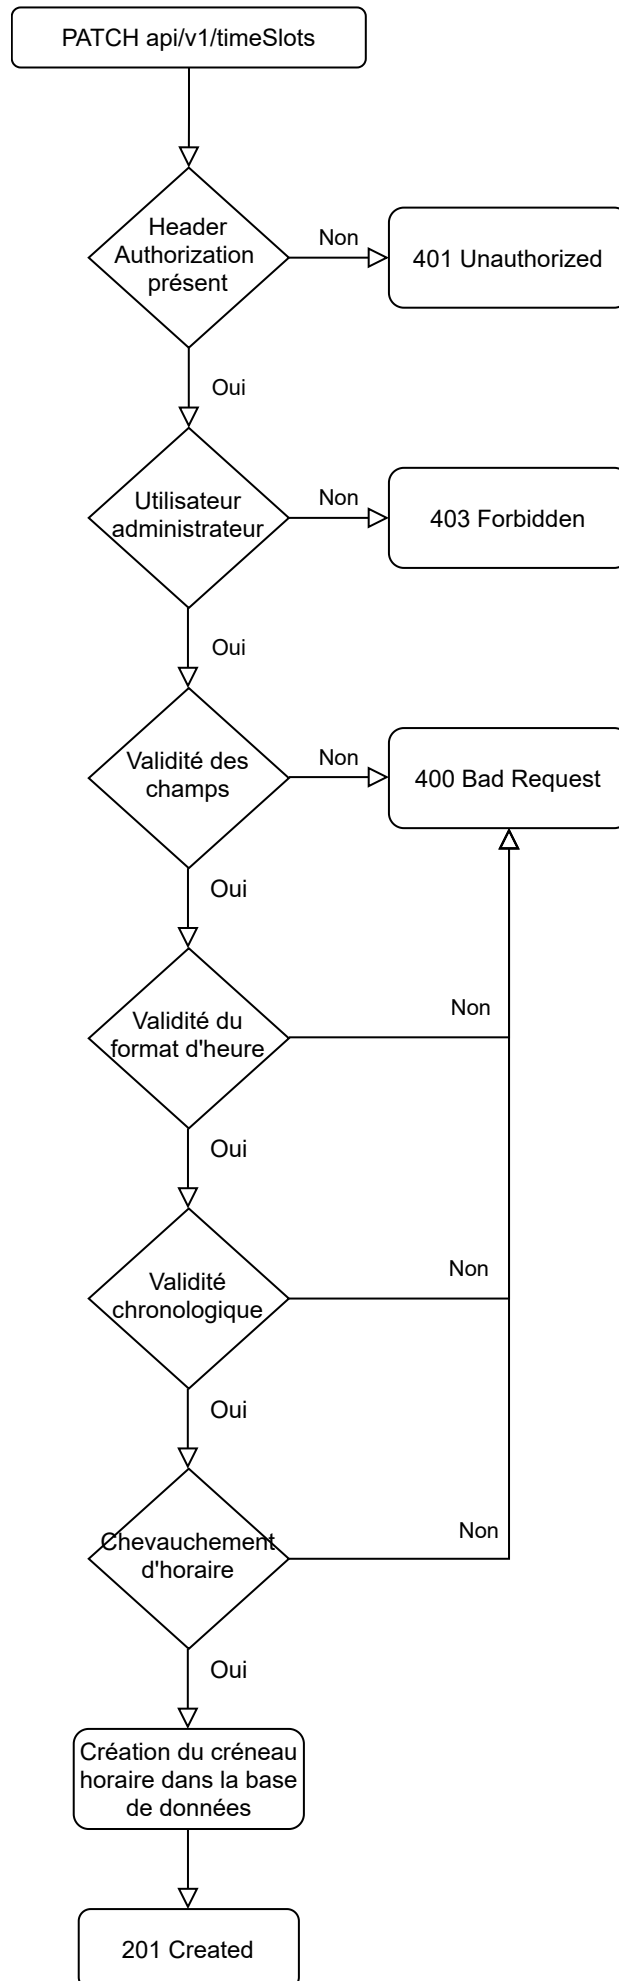 PATCH api/v1/timeSlots
Header
Authorization
présent
Non
401 Unauthorized
Oui
Utilisateur
administrateur
Non
403 Forbidden
Oui
Validité des
champs
Non
400 Bad Request
Oui
Validité du
format d'heure
Non
Oui
Validité
chronologique
Non
Oui
Chevauchement
d'horaire
Non
Oui
Création du créneau
horaire dans la base
de données
201 Created